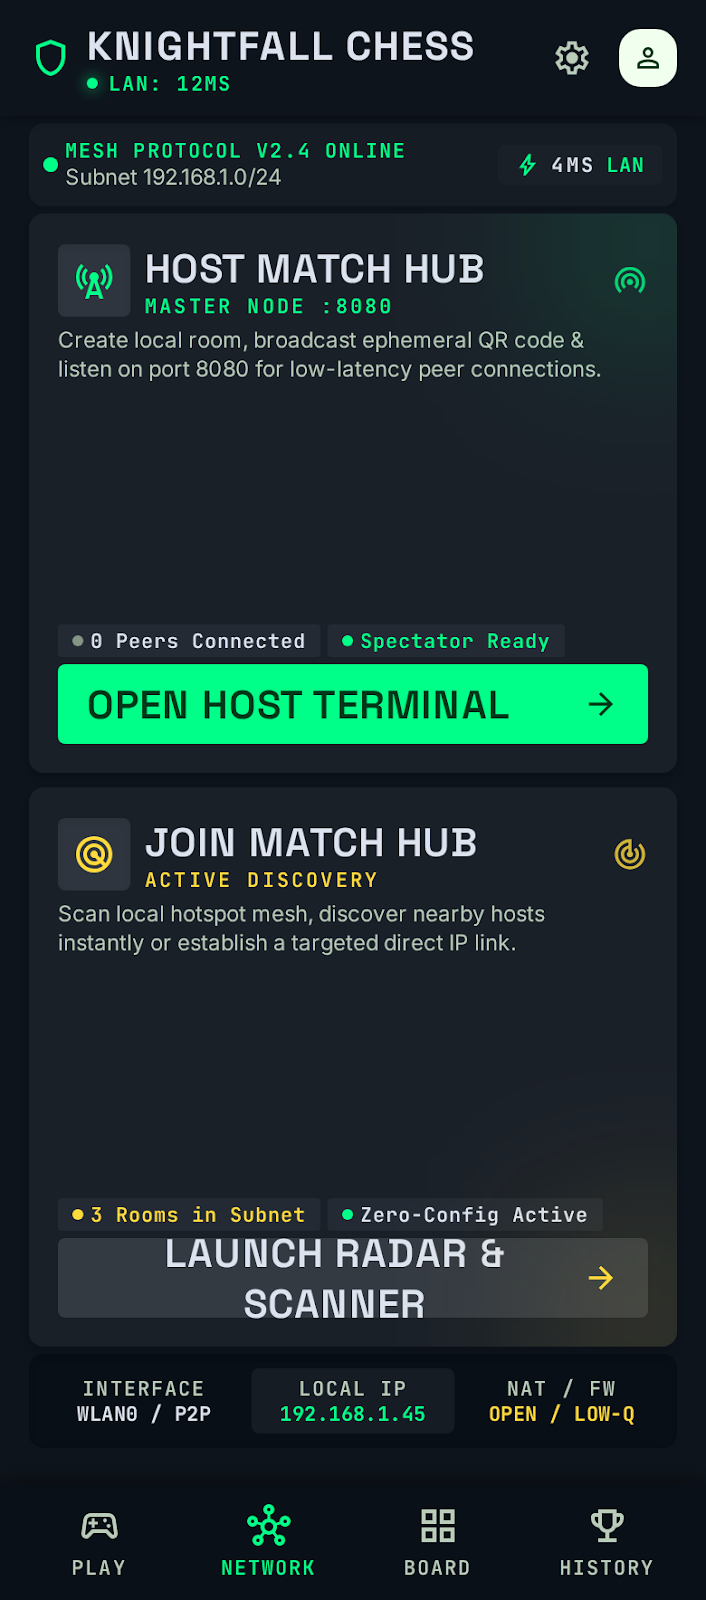 KNIGHTFALL CHESS
LAN: 12MS
MESH PROTOCOL V2.4 ONLINE
Subnet 192.168.1.0/24
4MS LAN
HOST MATCH HUB
MASTER NODE :8080
Create local room, broadcast ephemeral QR code &
listen on port 8080 for low-latency peer connections.
0 Peers Connected
Spectator Ready
OPEN HOST TERMINAL
JOIN MATCH HUB
ACTIVE DISCOVERY
Scan local hotspot mesh, discover nearby hosts
instantly or establish a targeted direct IP link.
3 Rooms in Subnet
Zero-Config Active
LAUNCH RADAR &
SCANNER
INTERFACE
WLAN0 / P2P
LOCAL IP
192.168.1.45
NAT / FW
OPEN / LOW-Q
PLAY
NETWORK
BOARD
HISTORY